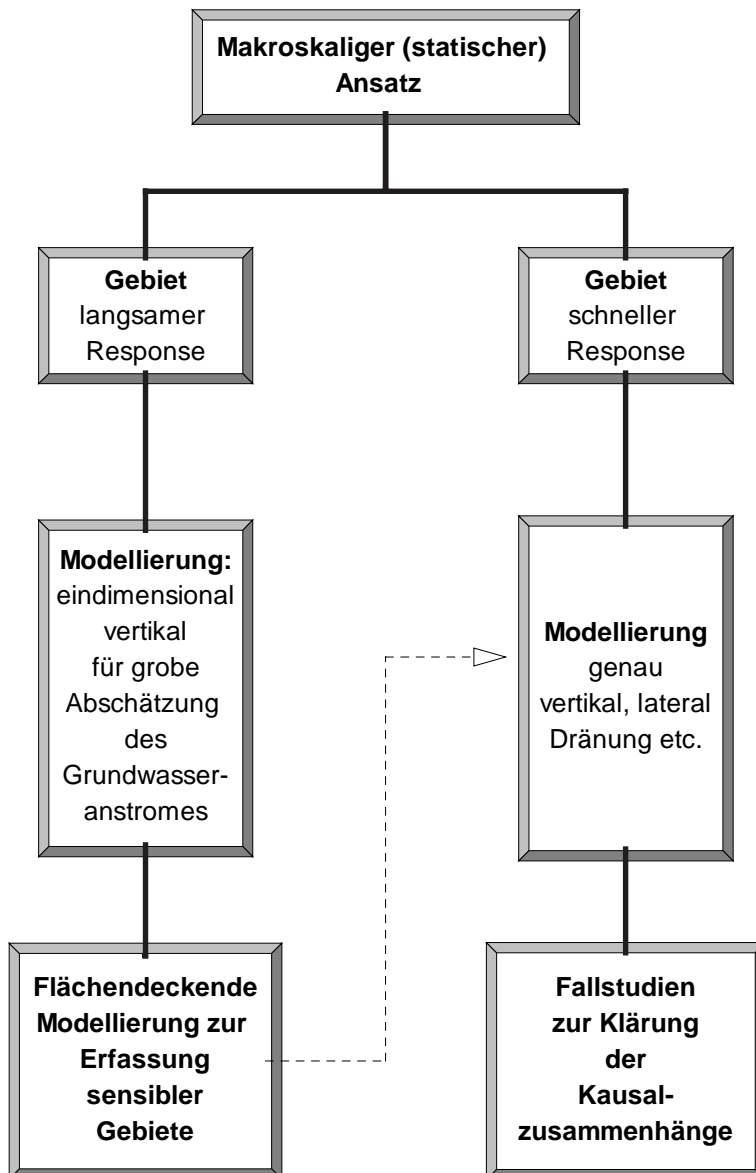 Makroskaliger (statischer)
Ansatz
Gebiet
langsamer
Response
Gebiet
schneller
Response
Modellierung:
eindimensional
vertikal
für grobe
Abschätzung
des
Grundwasser-
anstromes
Modellierung
genau
vertikal, lateral
Dränung etc.
Flächendeckende
Modellierung zur
Erfassung
sensibler
Gebiete
Fallstudien
zur Klärung
der
Kausal-
zusammenhänge